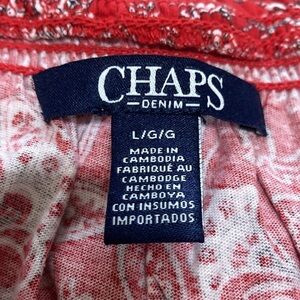 CHAPS
DENIM
L/G/G
MADE IN
CAMBODIA
FABRIQUÉ AU
CAMBODGE
HECHO EN
CAMBOYA
CON INSUMOS
IMPORTADOS